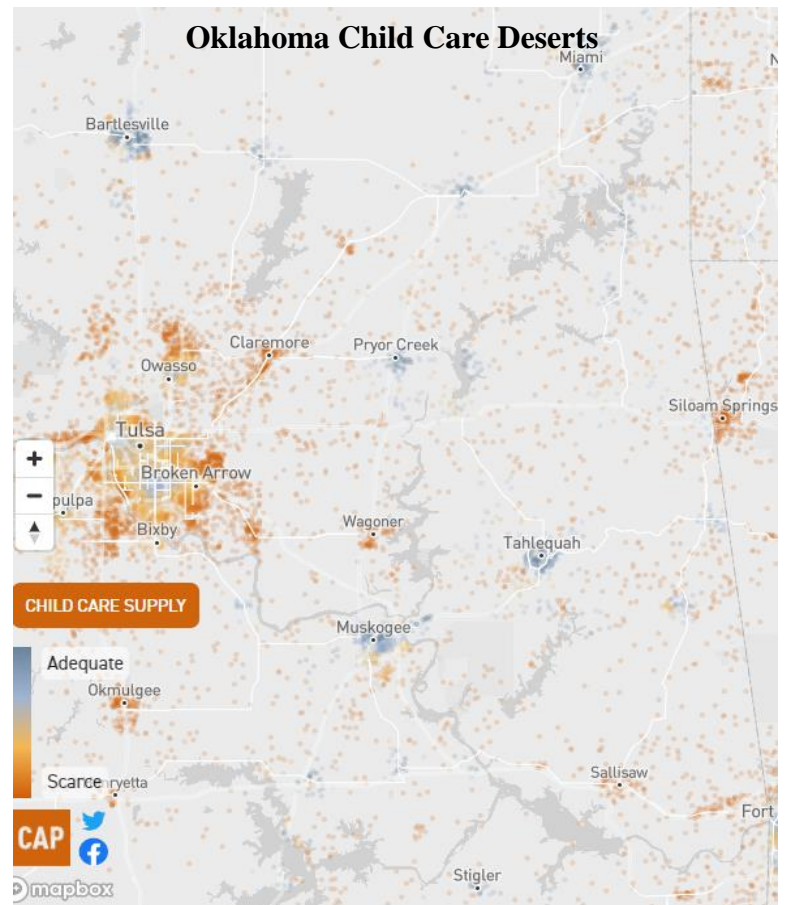 Oklahoma Child Care Deserts
Miami
N
Bartlesville
Claremore
Pryor Creek
Owasso
Siloam Springs
Tulsa
+
Broken Arrow
−
pulpa
Wagoner
Bixby
Tahlequah
CHILD CARE SUPPLY
Muskogee
Adequate
Okmulgee
Sallisaw
Scarce
ryetta
Fort
CAP
Stigler
mapbox